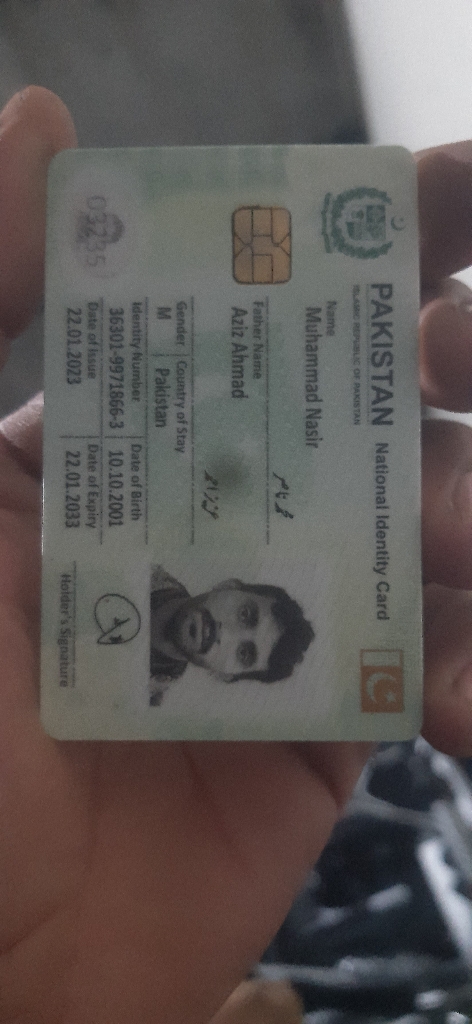 PAKISTAN National Identity Card
ISLAMIC REPUBLIC OF PAKISTAN
Name
Muhammad Nasir
Father Name
Aziz Ahmad
Gender Country of Stay
M Pakistan
Identity Number Date of Birth
36301-9971866-3 10.10.2001
Date of Issue Date of Expiry
22.01.2023 22.01.2033
Holder's Signature